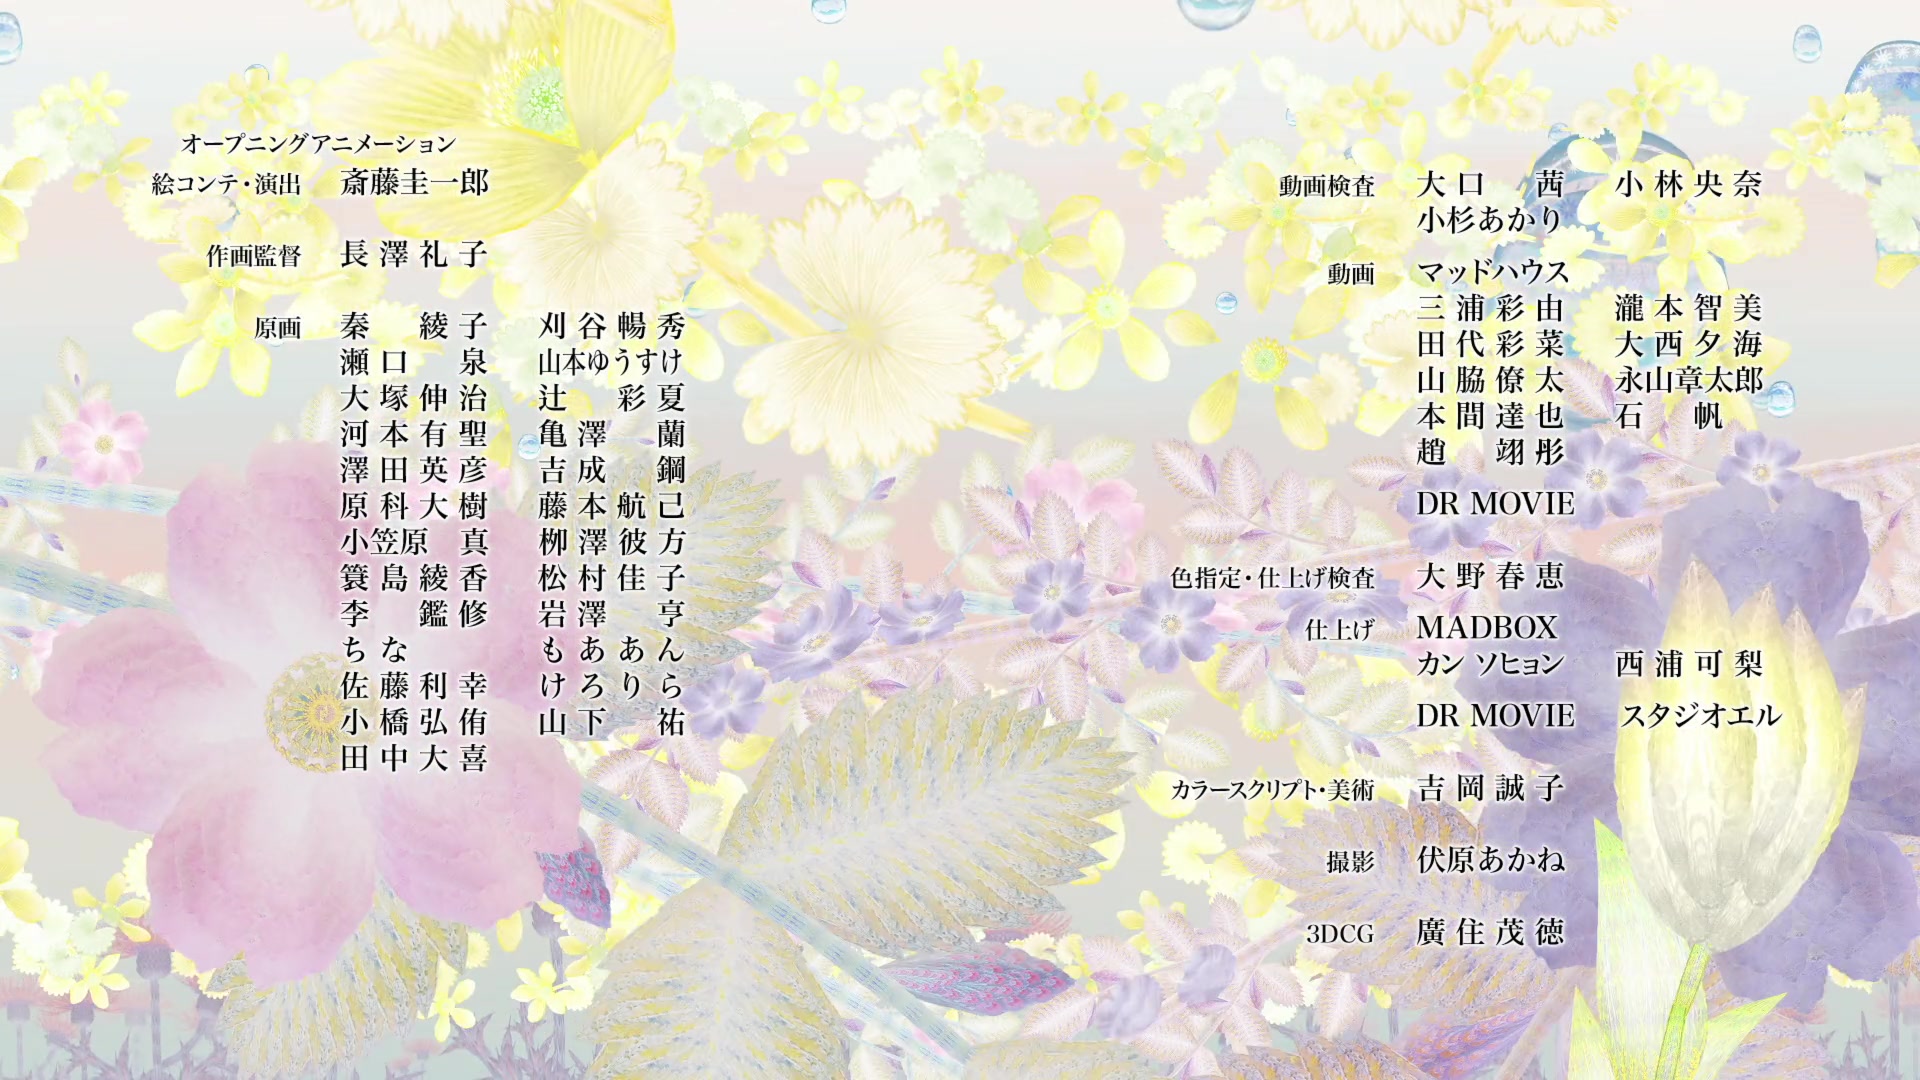 オープニングアニメーション
絵コンテ・演出 斎藤圭一郎
作画監督 長澤礼子
原画 秦 綾子 刈谷暢秀
瀬口 泉 山本ゆうすけ
大塚伸治 辻 彩夏
河本有聖 亀澤 蘭
澤田英彦 吉成 鋼
原科大樹 藤本航己
小笠原 真 栁澤彼方
簑島綾香 松村佳子
李 鑑修 岩澤 亨
ちな もああん
佐藤利幸 けろりら
小橋弘侑 山下 祐
田中大喜
動画検査 大口 茜 小林央奈
小杉あかり
動画 マッドハウス
三浦彩由 瀧本智美
田代彩菜 大西夕海
山脇僚太 永山章太郎
本間達也 石 帆
趙 翊彤
DR MOVIE
色指定・仕上げ検査 大野春恵
仕上げ MADBOX
カン ソヒョン 西浦可梨
DR MOVIE スタジオエル
カラースクリプト・美術 吉岡誠子
撮影 伏原あかね
3DCG 廣住茂徳